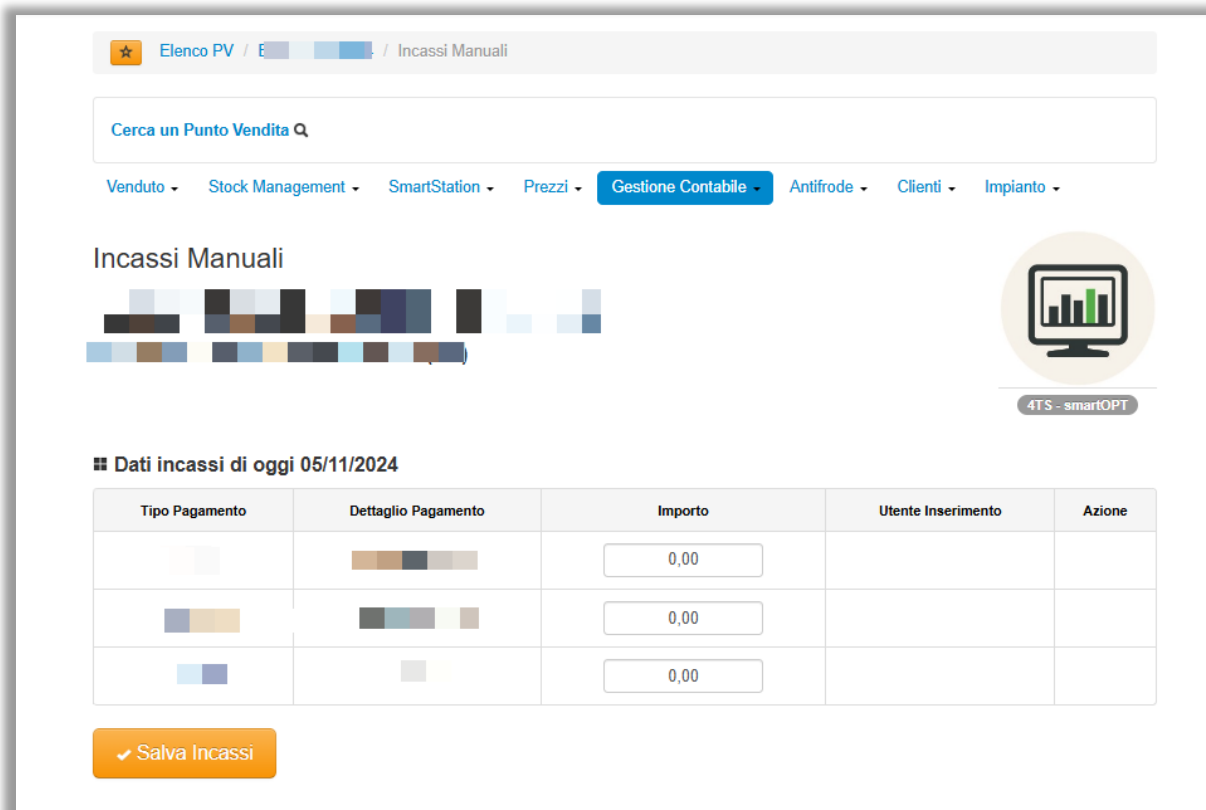 Elenco PV / / Incassi Manuali
Cerca un Punto Vendita
Venduto Stock Management SmartStation Prezzi Gestione Contabile Antifrode Clienti Impianto
Incassi Manuali
4TS - smartOPT
Dati incassi di oggi 05/11/2024
Tipo Pagamento Dettaglio Pagamento Importo Utente Inserimento Azione
0,00
0,00
0,00
Salva Incassi